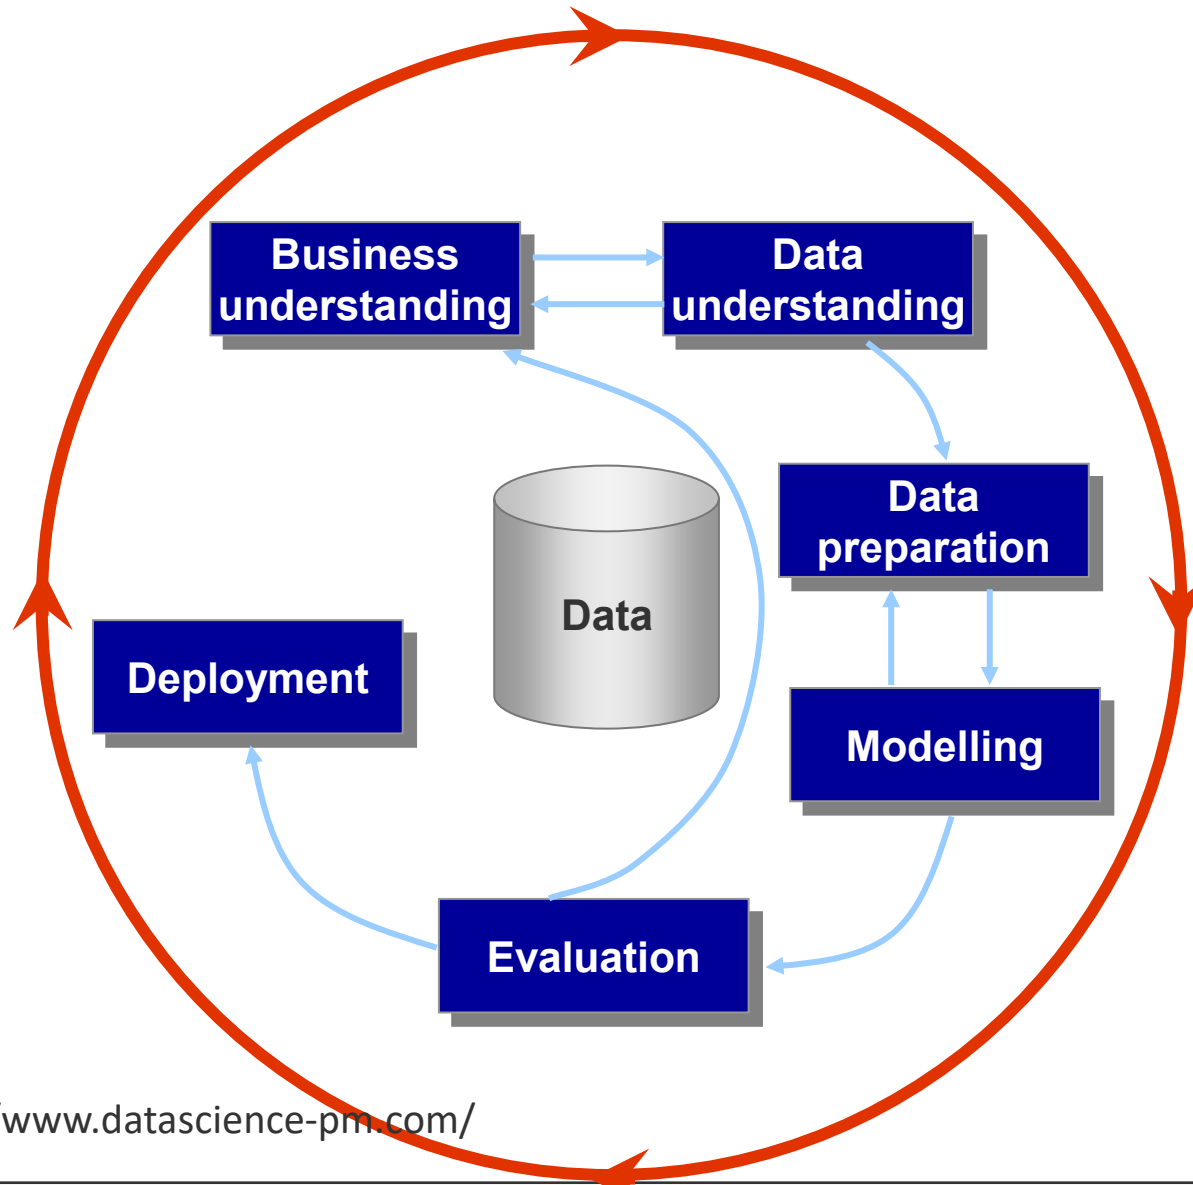 Business
understanding
Data
understanding
Data
preparation
Data
Deployment
Modelling
Evaluation
/www.datascience-pm.com/